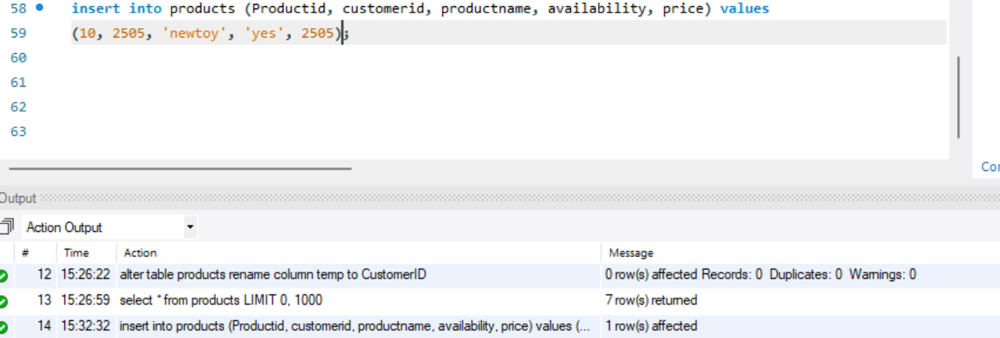 58 insert into products (Productid, customerid, productname, availability, price) values
59 (10, 2505, 'newtoy', 'yes', 2505);
60
61
62
63
Con
Output
Action Output
# Time Action Message
12 15:26:22 alter table products rename column temp to CustomerID 0 row(s) affected Records: 0 Duplicates: 0 Warnings: 0
13 15:26:59 select * from products LIMIT 0, 1000 7 row(s) returned
14 15:32:32 insert into products (Productid, customerid, productname, availability, price) values (... 1 row(s) affected